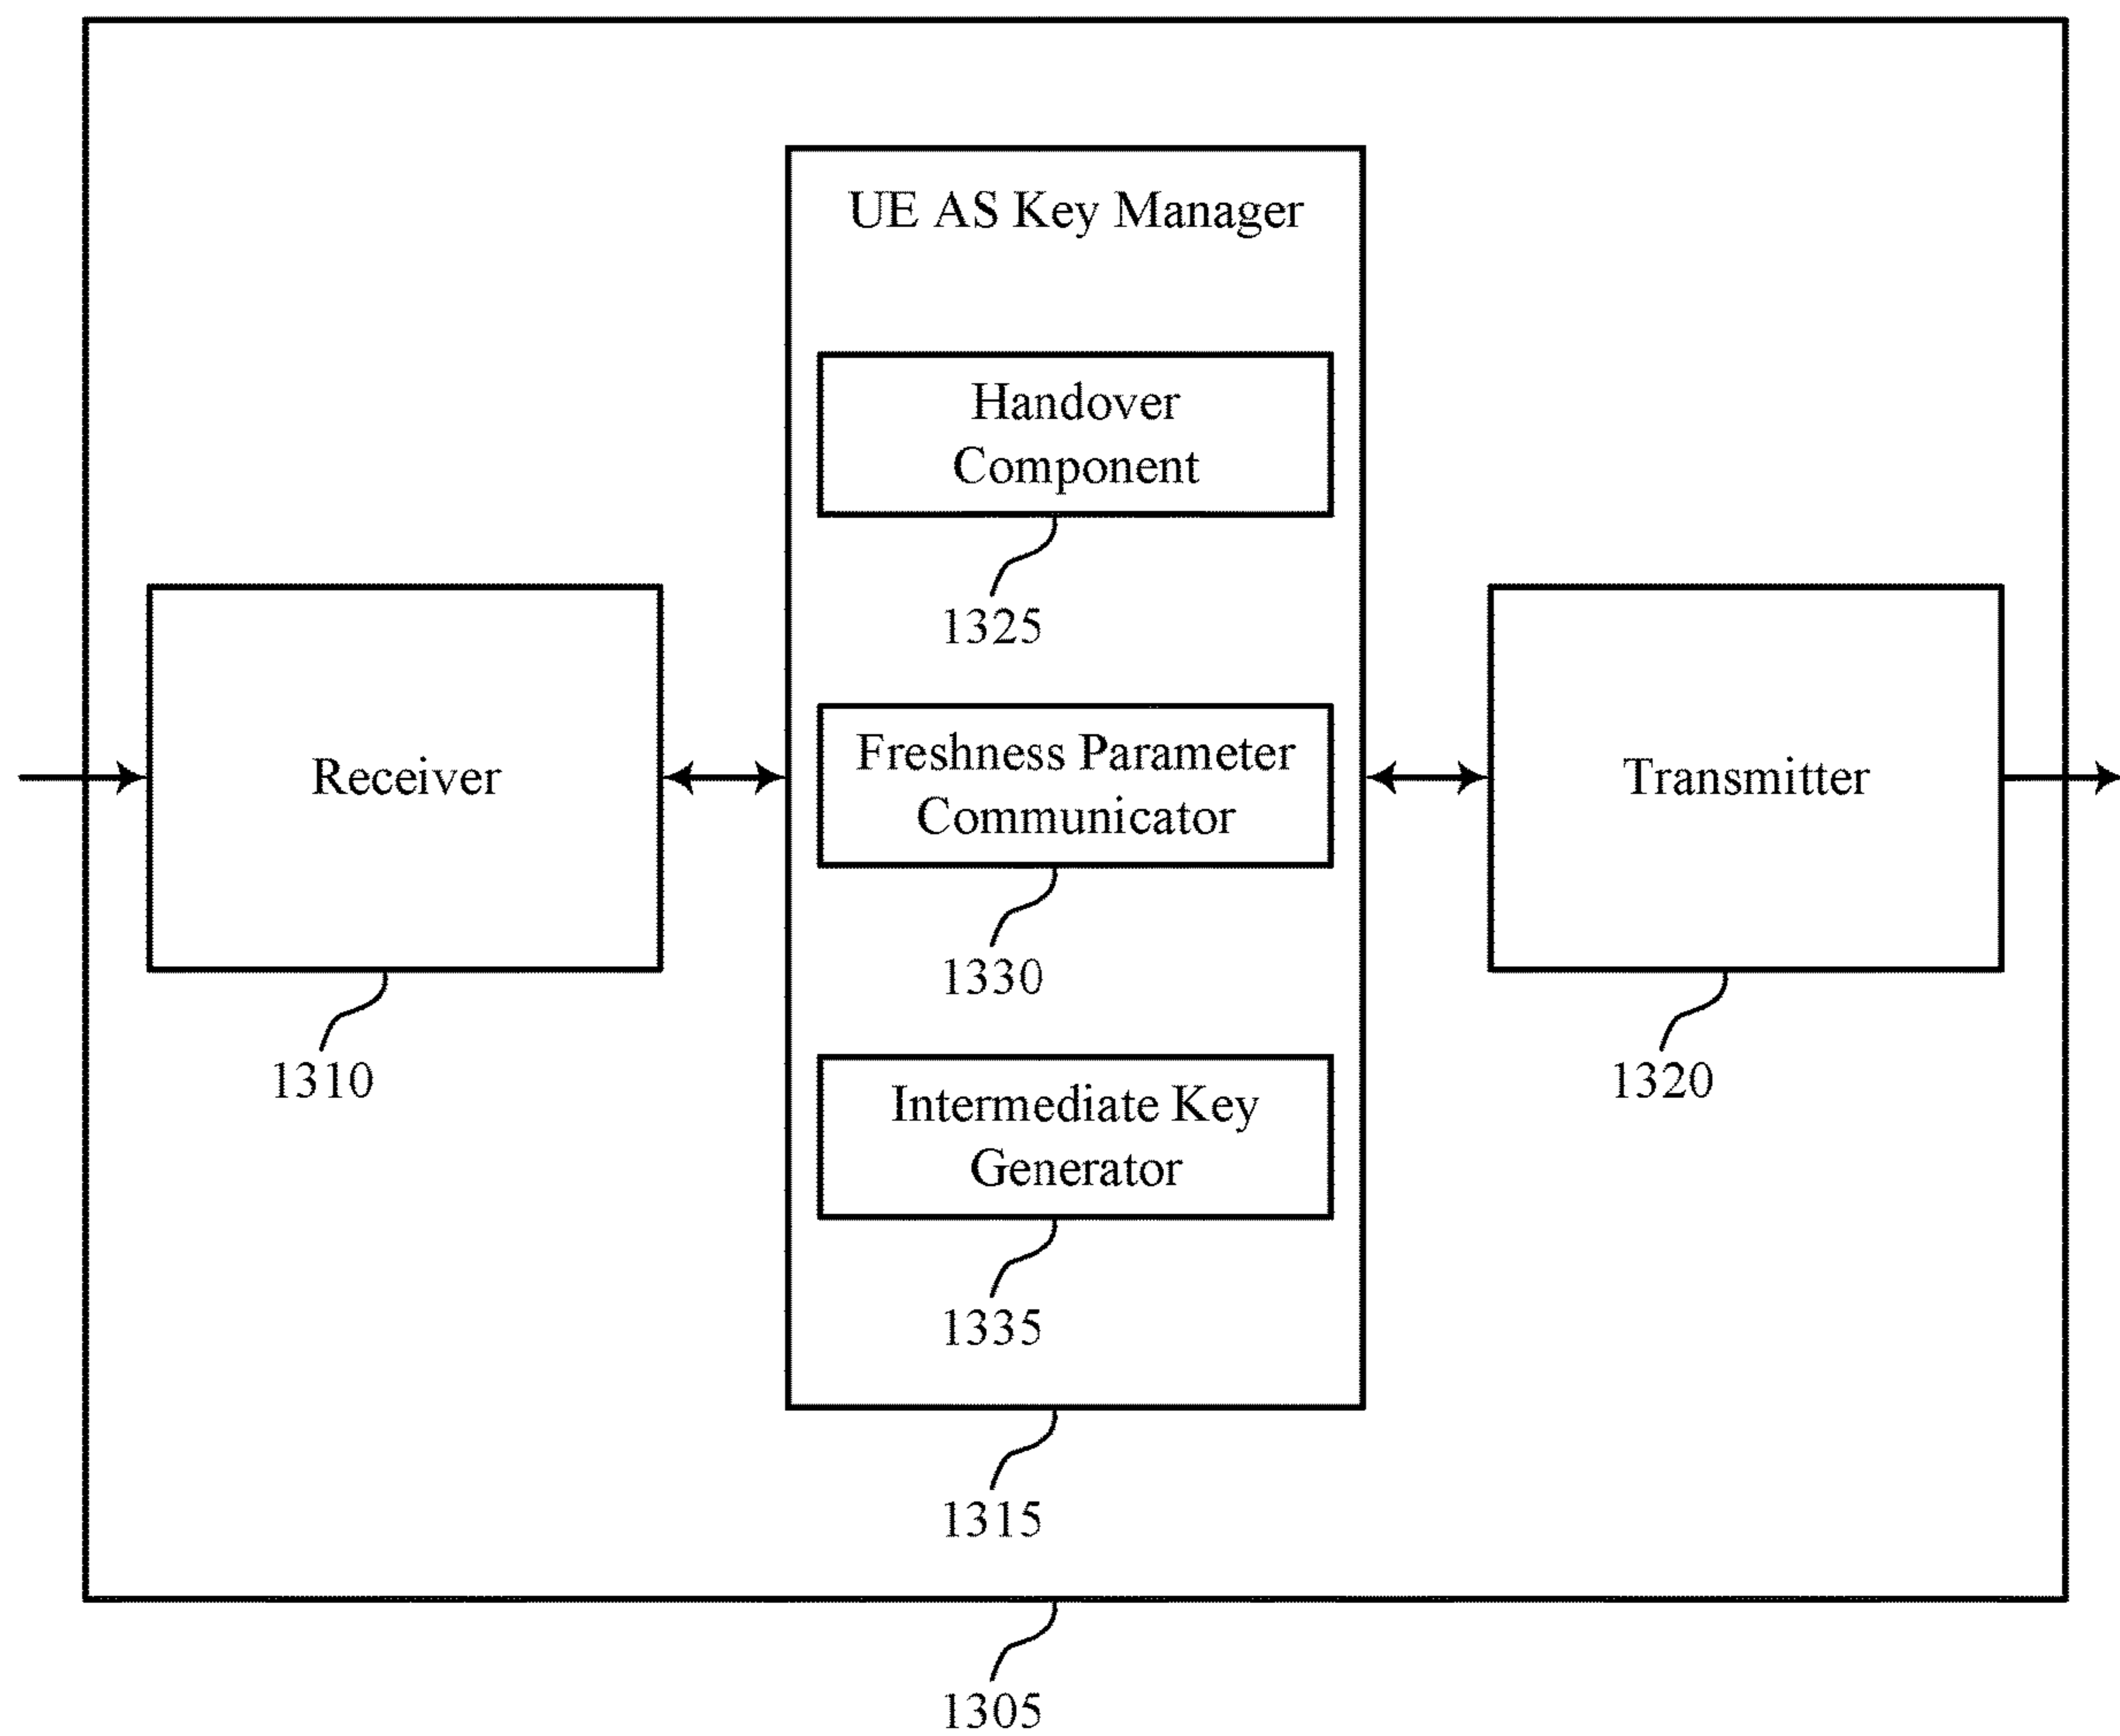 UE AS Key Manager
Handover
Component
1325
Receiver
1310
Freshness Parameter
Communicator
1330
Transmitter
1320
Intermediate Key
Generator
1335
1315
1305